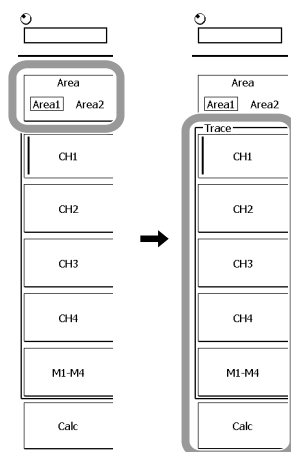 Area
Area1 Area2
CH1
CH2
CH3
CH4
M1-M4
Calc
Area
Area1 Area2
Trace
CH1
CH2
CH3
CH4
M1-M4
Calc